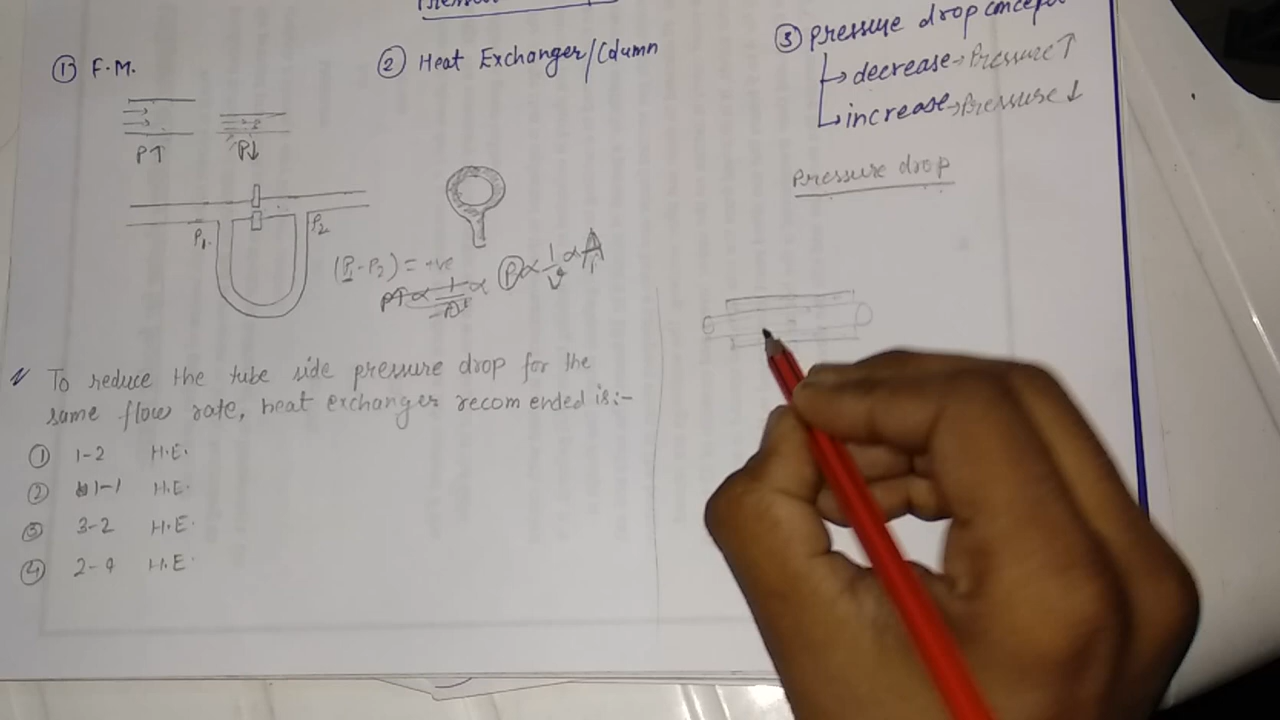 ① F.M.
② Heat Exchanger/Column
③ Pressure drop concept
decrease→Pressure↑
increase→Pressure↓
P↑ P↓
Pressure drop
P₁ P₂
(P₁-P₂) = +ve
To reduce the tube side pressure drop for the
same flow rate, heat exchanger recom ended is:-
① 1-2 H.E.
② 1-1 H.E.
③ 3-2 H.E.
④ 2-4 H.E.